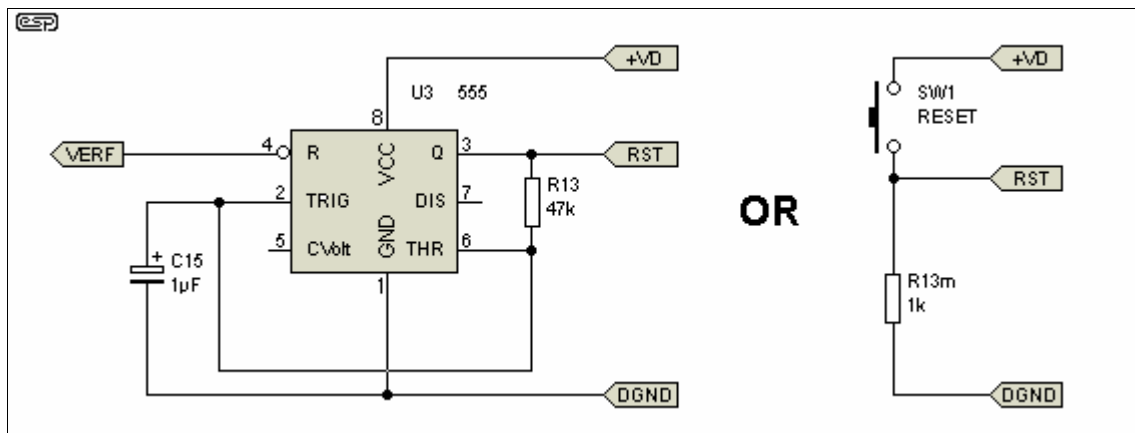 esp
+VD
U3 555
8
VERF
4
R
VCC
Q
3
RST
2
TRIG
DIS
7
R13
47k
5
CVolt
GND
THR
6
C15
+
1µF
1
DGND
OR
+VD
SW1
RESET
RST
R13m
1k
DGND